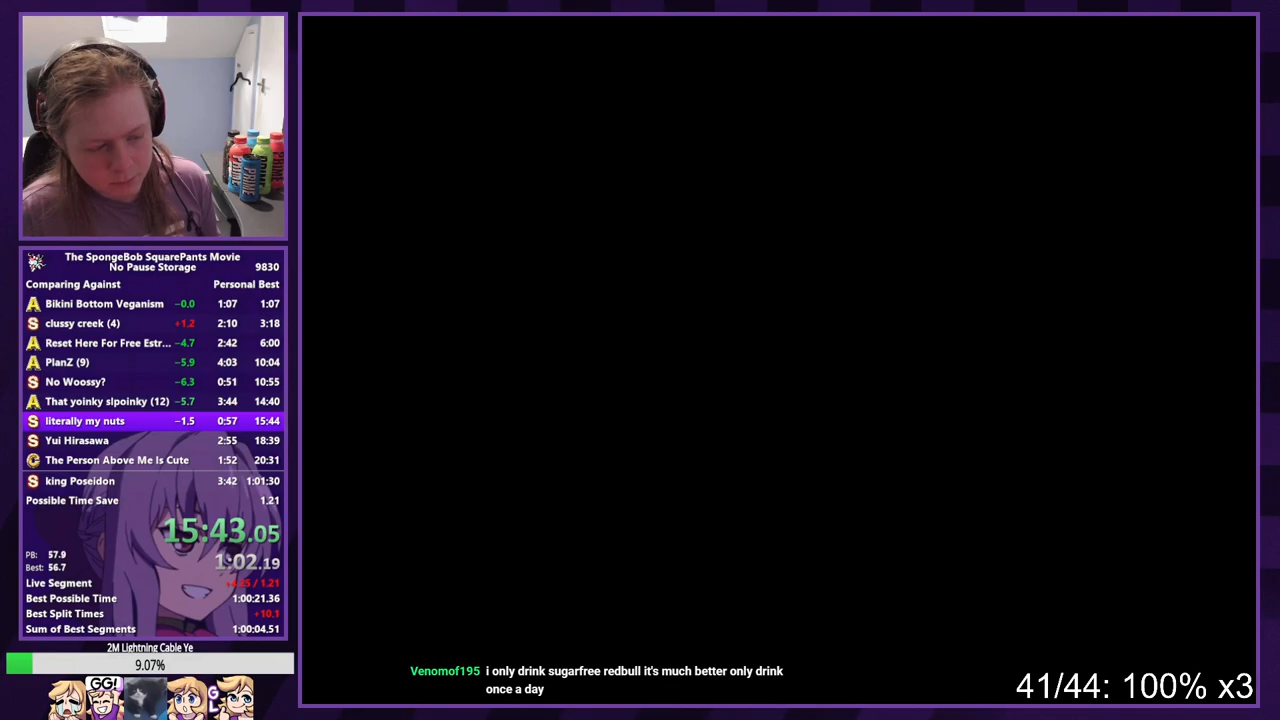 The SpongeBob SquarePants Movie
No Pause Storage 9830
Comparing Against Personal Best
Bikini Bottom Veganism −0.0 1:07 1:07
clussy creek (4) +1.2 2:10 3:18
Reset Here For Free Estr... −4.7 2:42 6:00
PlanZ (9) −5.9 4:03 10:04
No Woossy? −6.3 0:51 10:55
That yoinky slpoinky (12) −5.7 3:44 14:40
literally my nuts −1.5 0:57 15:44
Yui Hirasawa 2:55 18:39
The Person Above Me Is Cute 1:52 20:31
king Poseidon 3:42 1:01:30
Possible Time Save 1.21
15:43.05
PB: 57.9
Best: 56.7
1:02.19
Live Segment / 1.21
Best Possible Time 1:00:21.36
Best Split Times +10.1
Sum of Best Segments 1:00:04.51
2M Lightning Cable Ye
9.07%
GG!
GL
PRIME
Venomof195 i only drink sugarfree redbull it's much better only drink
once a day
41/44: 100% x3